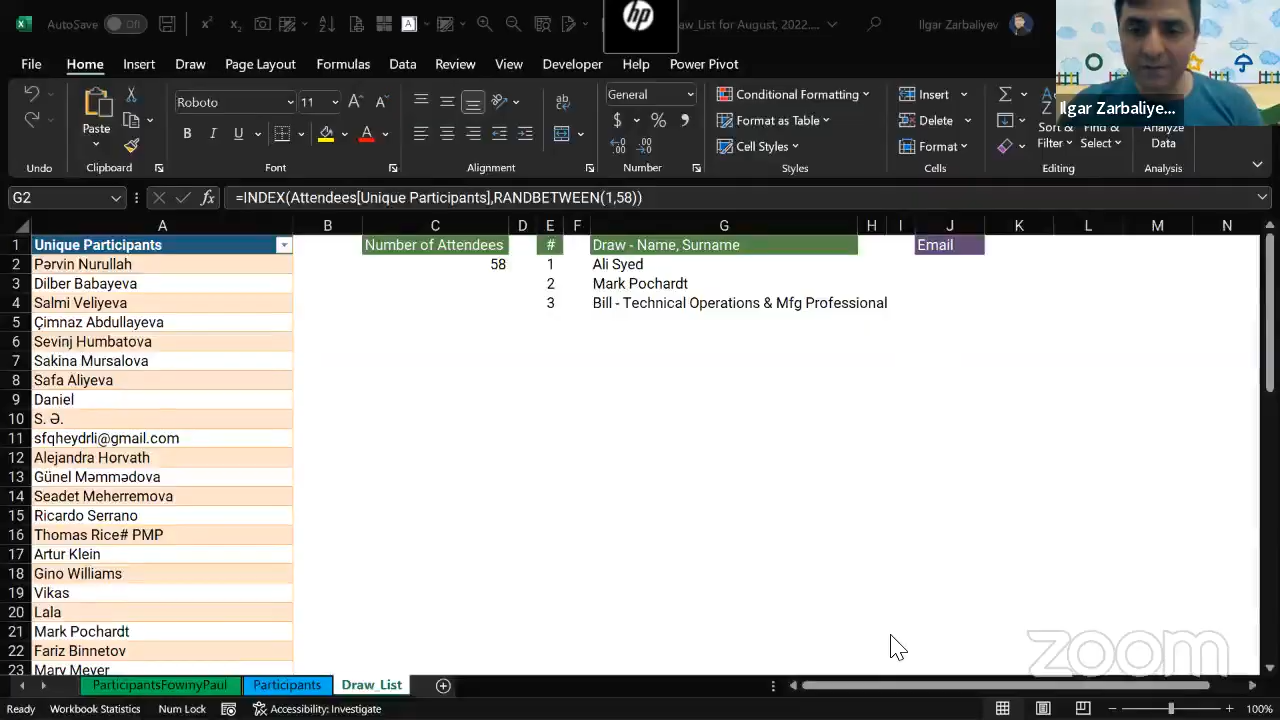 AutoSave Off
hp
aw_List for August, 2022....
Ilgar Zarbaliyev
File Home Insert Draw Page Layout Formulas Data Review View Developer Help Power Pivot
Roboto 11
General
Conditional Formatting
Insert
Format as Table
Delete
Cell Styles
Format
Paste
Sort &
Filter
Find &
Select
Analyze
Data
Undo Clipboard Font Alignment Number Styles Cells Editing Analysis
Ilgar Zarbaliye...
G2 =INDEX(Attendees[Unique Participants],RANDBETWEEN(1,58))
A B C D E F G H I J K L M N
1 Unique Participants Number of Attendees # Draw - Name, Surname Email
2 Pərvin Nurullah 58 1 Ali Syed
3 Dilber Babayeva 2 Mark Pochardt
4 Salmi Veliyeva 3 Bill - Technical Operations & Mfg Professional
5 Çimnaz Abdullayeva
6 Sevinj Humbatova
7 Sakina Mursalova
8 Safa Aliyeva
9 Daniel
10 S. Ə.
11 sfqheydrli@gmail.com
12 Alejandra Horvath
13 Günel Məmmədova
14 Seadet Meherremova
15 Ricardo Serrano
16 Thomas Rice# PMP
17 Artur Klein
18 Gino Williams
19 Vikas
20 Lala
21 Mark Pochardt
22 Fariz Binnetov
23 Mary Meyer
zoom
ParticipantsFowmyPaul Participants Draw_List
Ready Workbook Statistics Num Lock Accessibility: Investigate 100%